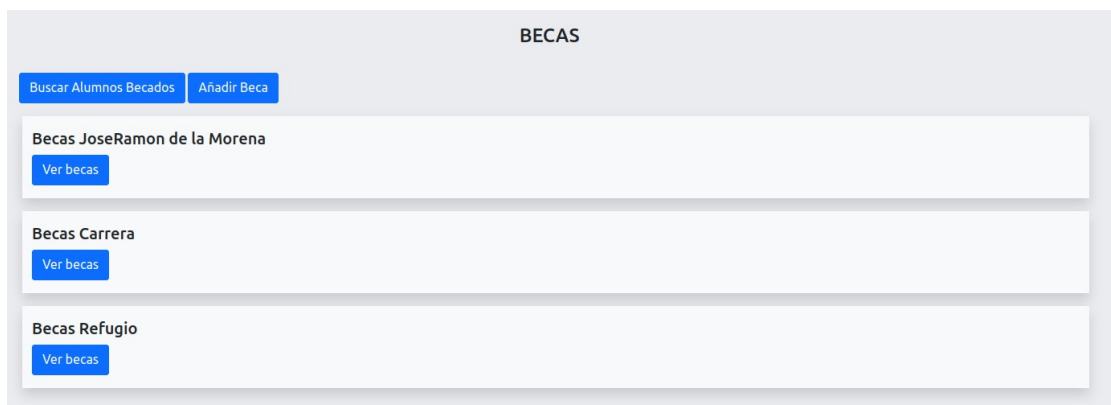 BECAS
Buscar Alumnos Becados Añadir Beca
Becas JoseRamon de la Morena
Ver becas
Becas Carrera
Ver becas
Becas Refugio
Ver becas